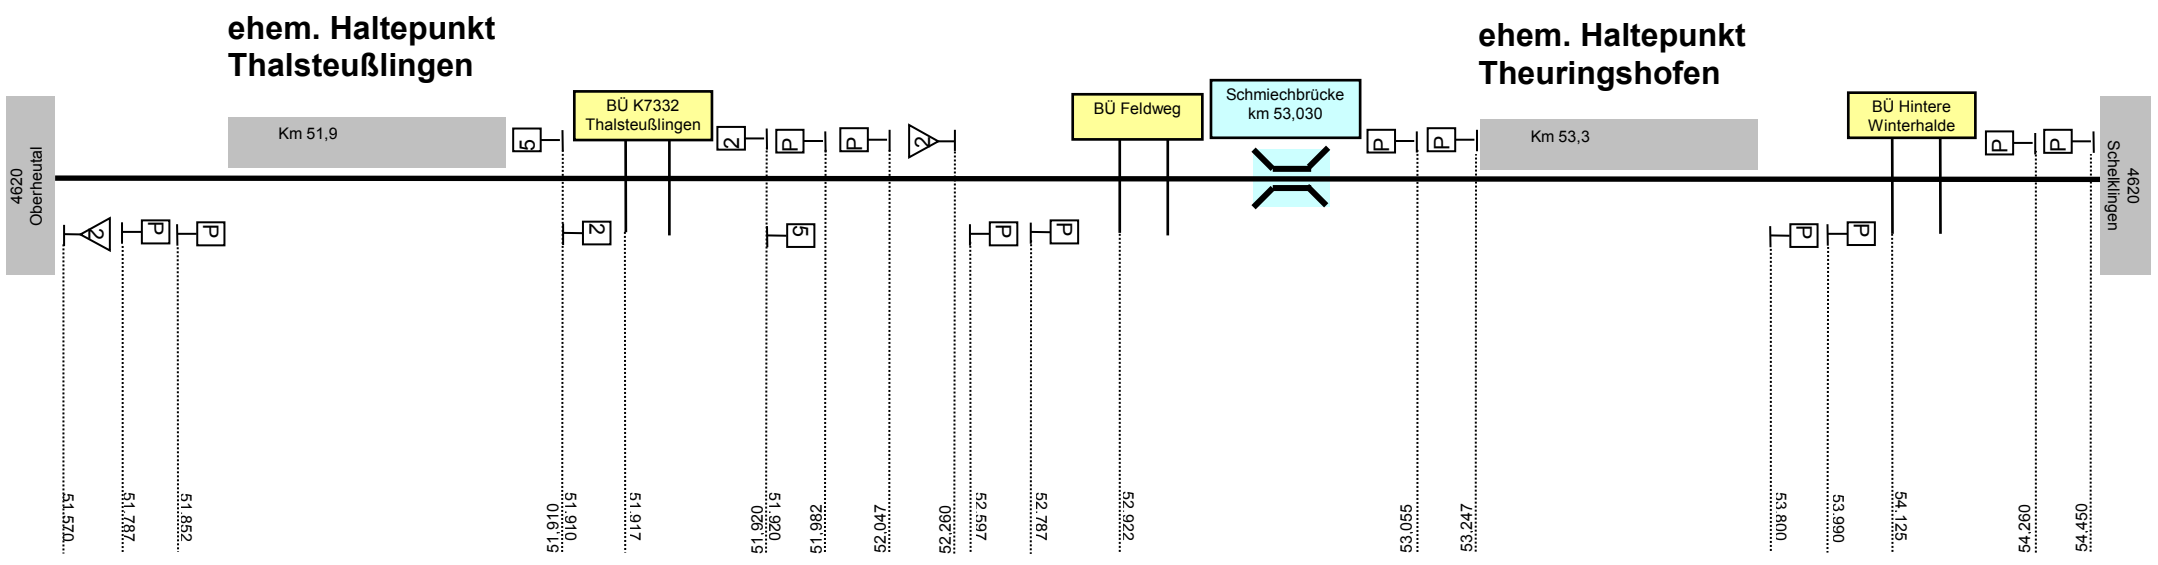 ehem. Haltepunkt
Thalsteußlingen
ehem. Haltepunkt
Theuringshofen
4620
Oberheutal
Km 51,9
5
BÜ K7332
Thalsteußlingen
2
P
P
2
BÜ Feldweg
Schmiechbrücke
km 53,030
P
P
Km 53,3
BÜ Hintere
Winterhalde
P
P
4620
Schelklingen
2
P
P
2
5
P
P
P
P
51.570
51.787
51.852
51.910
51.910
51.917
51.920
51.920
51.982
52.047
52.260
52.597
52.787
52.922
53.055
53.247
53.800
53.990
54.125
54.260
54.450